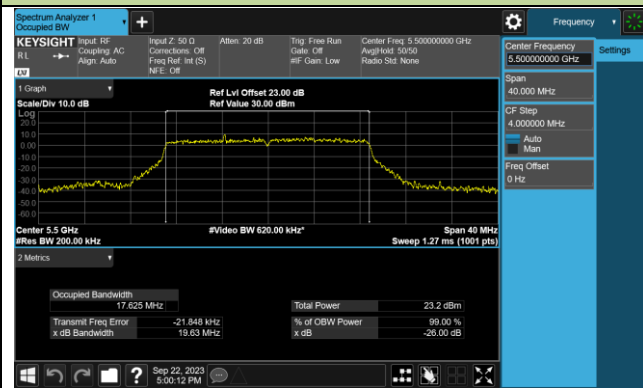 Spectrum Analyzer 1
Occupied BW
+
Frequency
KEYSIGHT
RL
LXI
Input: RF
Coupling: AC
Align: Auto
Input Z: 50 Ω
Corrections: Off
Freq Ref: Int (S)
NFE: Off
Atten: 20 dB
Trig: Free Run
Gate: Off
#IF Gain: Low
Center Freq: 5.500000000 GHz
Avg|Hold: 50/50
Radio Std: None
Center Frequency
5.50000000 GHz
Settings
Span
40.000 MHz
CF Step
4.000000 MHz
Auto
Man
Freq Offset
0 Hz
1 Graph
Scale/Div 10.0 dB
Ref Lvl Offset 23.00 dB
Ref Value 30.00 dBm
Log
20.0
10.0
0.00
-10.0
-20.0
-30.0
-40.0
-50.0
-60.0
Center 5.5 GHz
#Res BW 200.00 kHz
#Video BW 620.00 kHz*
Span 40 MHz
Sweep 1.27 ms (1001 pts)
2 Metrics
Occupied Bandwidth
17.625 MHz
Total Power 23.2 dBm
Transmit Freq Error -21.848 kHz
% of OBW Power 99.00 %
x dB Bandwidth 19.63 MHz
x dB -26.00 dB
?
Sep 22, 2023
5:00:12 PM